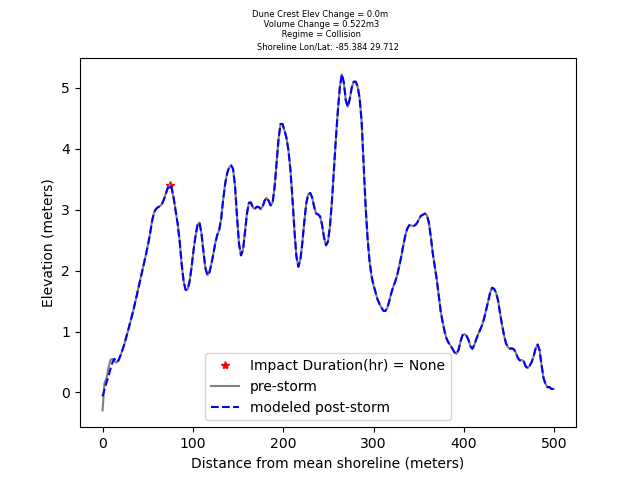 Dune Crest Elev Change = 0.0m
Volume Change = 0.522m3
Regime = Collision
Shoreline Lon/Lat: -85.384 29.712
5
4
3
2
1
0
Elevation (meters)
Impact Duration(hr) = None
pre-storm
modeled post-storm
0 100 200 300 400 500
Distance from mean shoreline (meters)